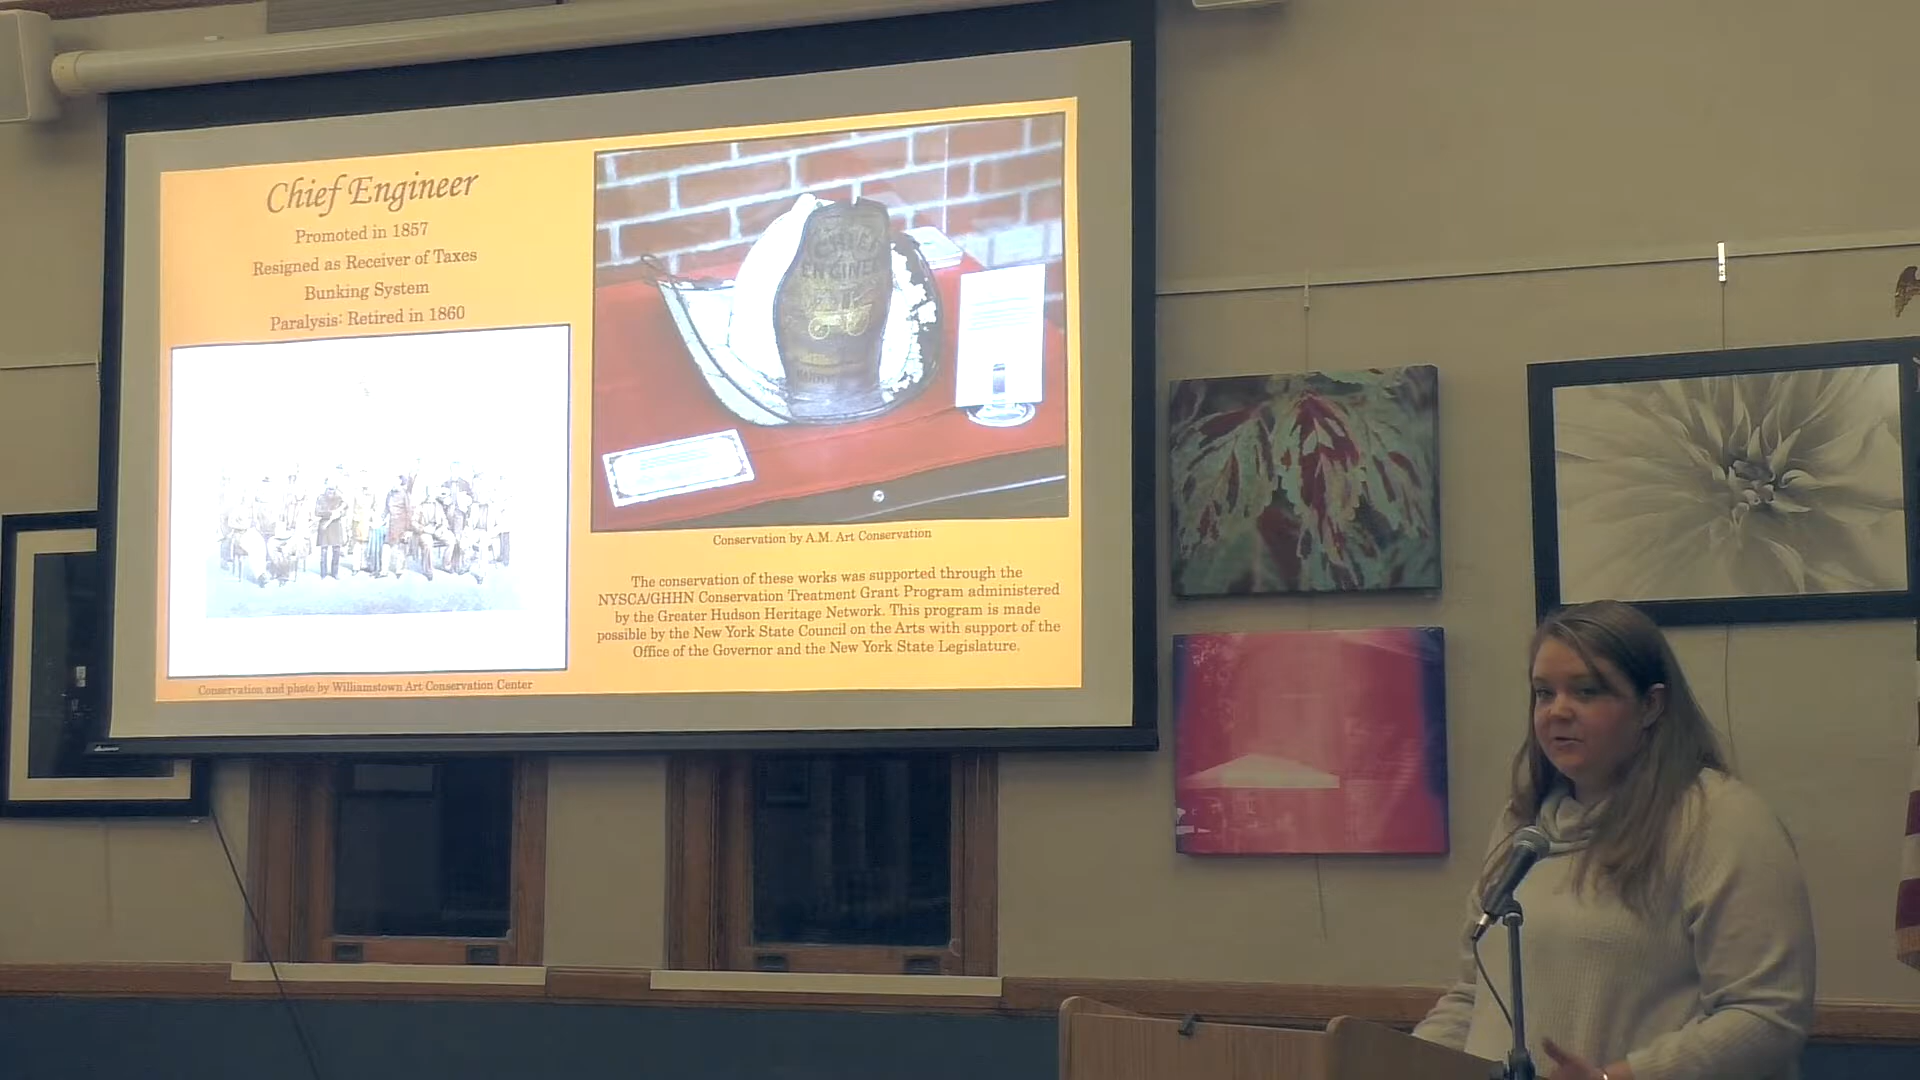 Chief Engineer
Promoted in 1857
Resigned as Receiver of Taxes
Bunking System
Paralysis: Retired in 1860
CHIEF
ENGINEE
Conservation by A.M. Art Conservation
The conservation of these works was supported through the
NYSCA/GHHN Conservation Treatment Grant Program administered
by the Greater Hudson Heritage Network. This program is made
possible by the New York State Council on the Arts with support of the
Office of the Governor and the New York State Legislature.
Conservation and photo by Williamstown Art Conservation Center